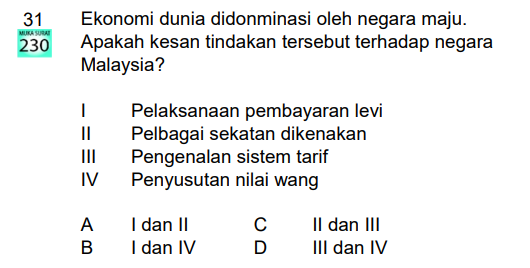 31 Ekonomi dunia didonminasi oleh negara maju.
MUKA SURAT
230 Apakah kesan tindakan tersebut terhadap negara
Malaysia?
I Pelaksanaan pembayaran levi
II Pelbagai sekatan dikenakan
III Pengenalan sistem tarif
IV Penyusutan nilai wang
A I dan II C II dan III
B I dan IV D III dan IV